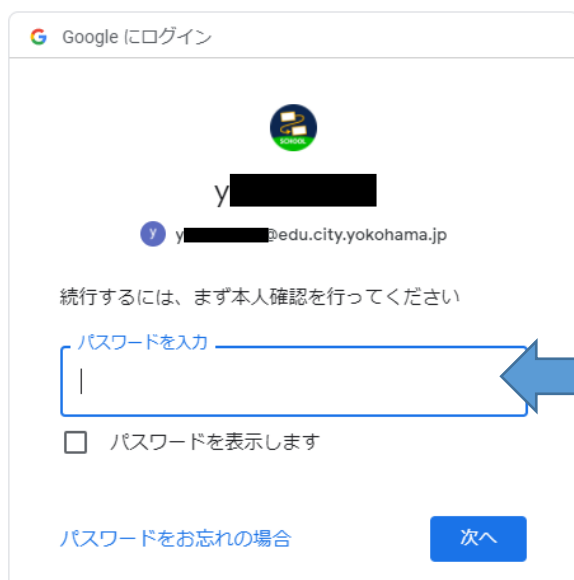 Google にログイン
SCHOOL
y
y y @edu.city.yokohama.jp
続行するには、まず本人確認を行ってください
パスワードを入力
パスワードを表示します
パスワードをお忘れの場合
次へ